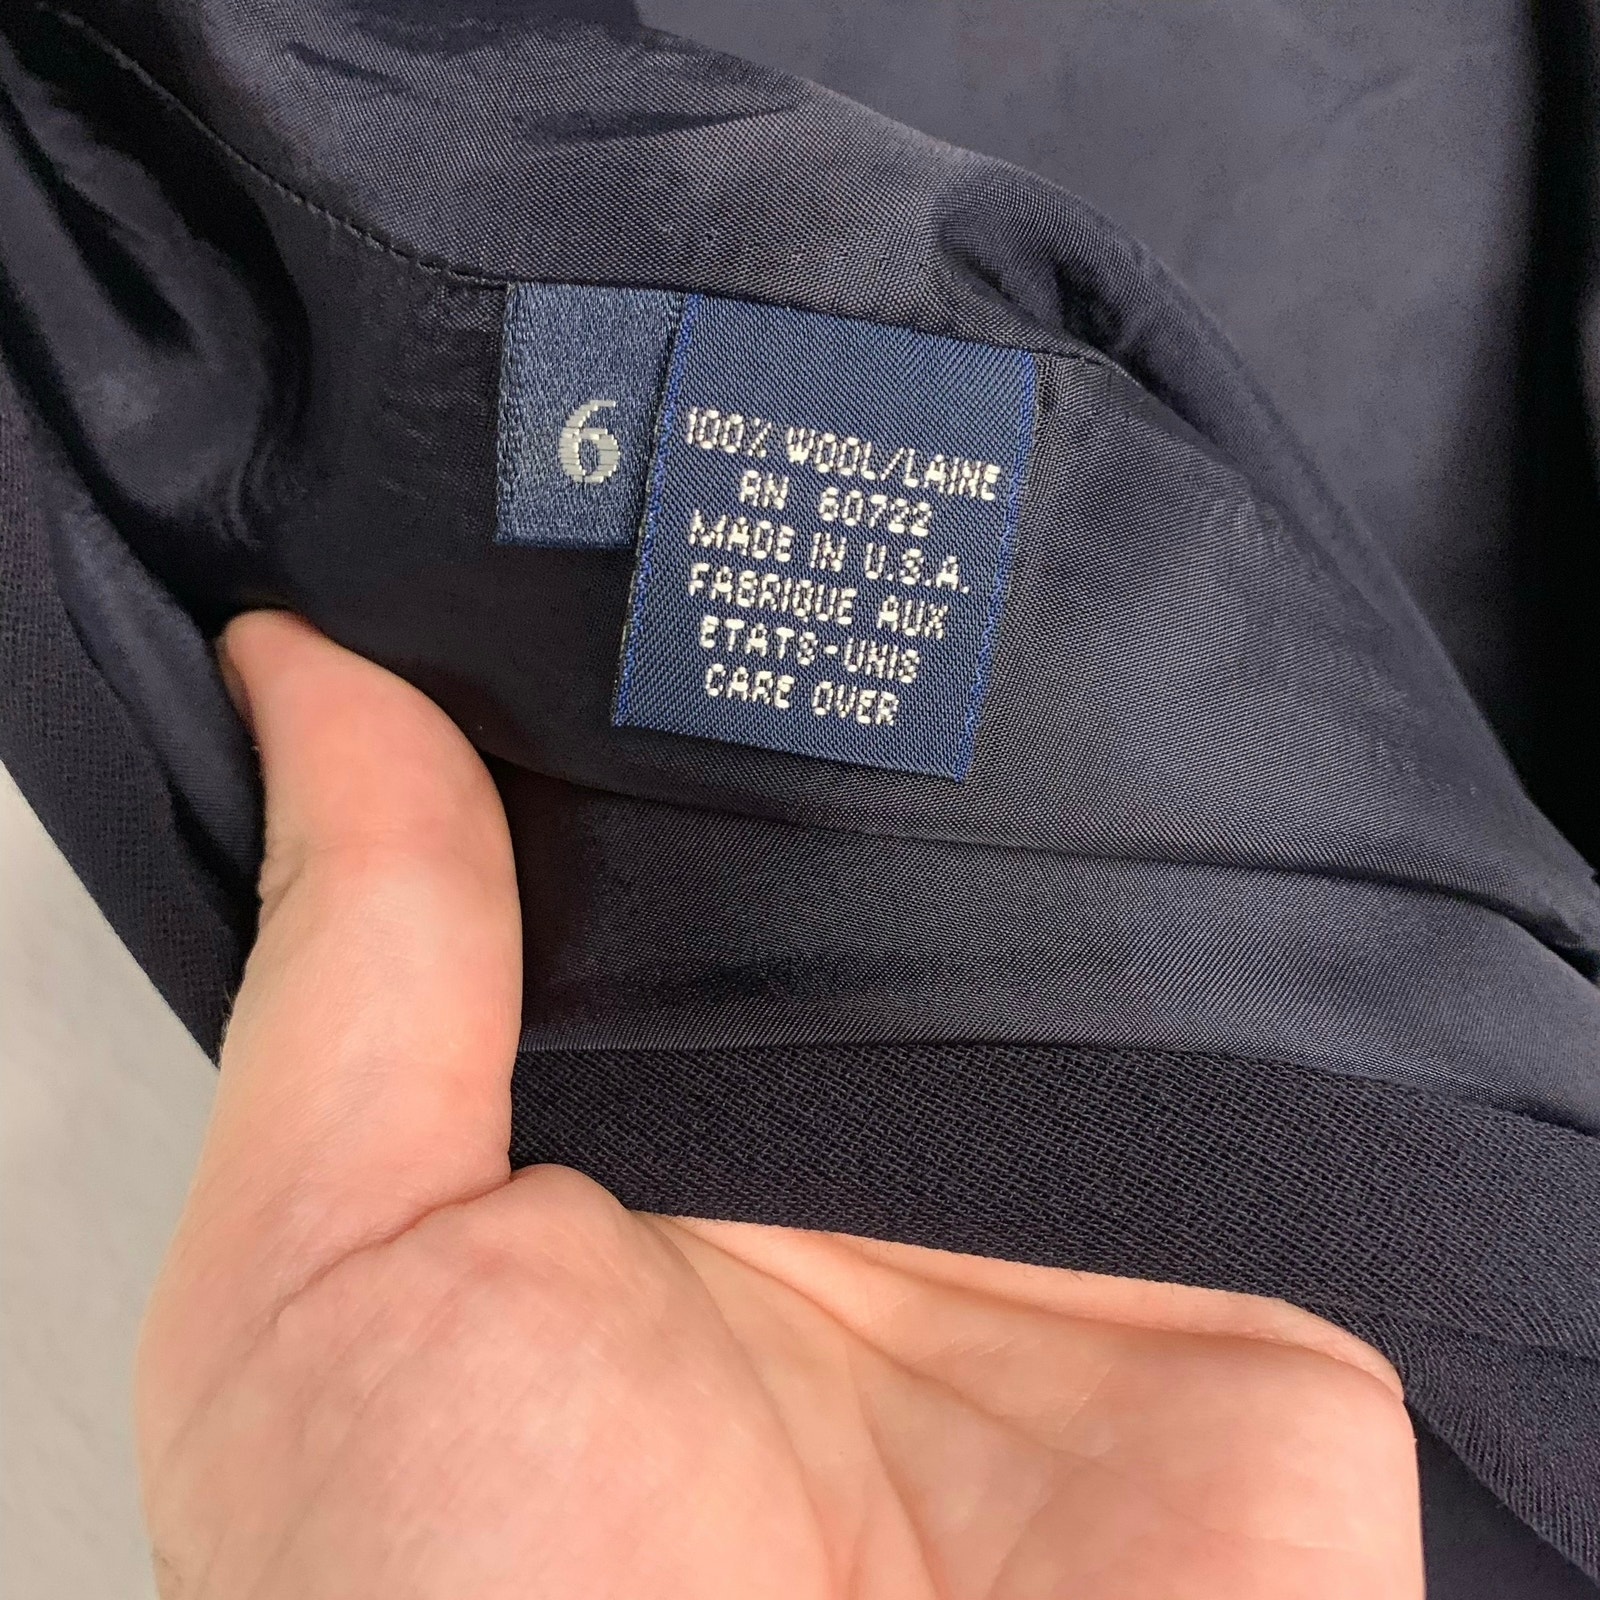 6
100% WOOL/LAINE
RN 60722
MADE IN U.S.A.
FABRIQUE AUX
ETATS-UNIS
CARE OVER